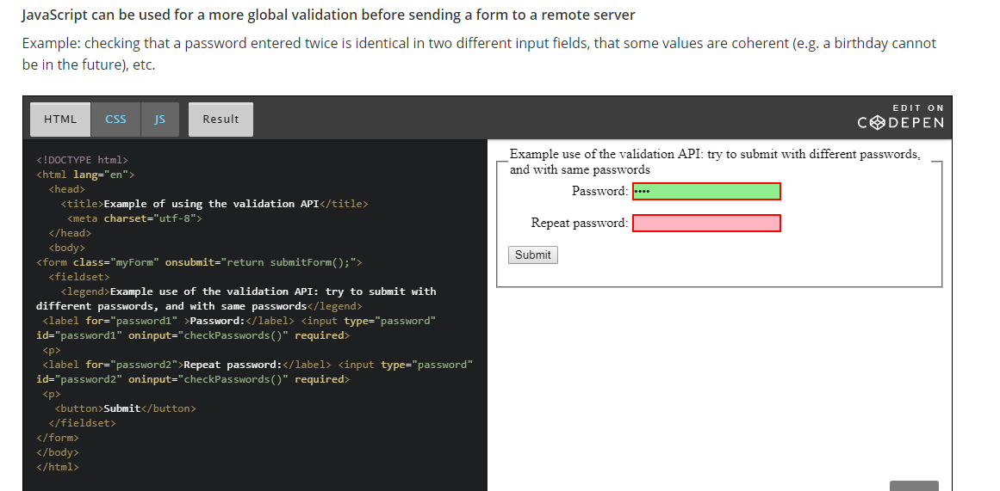 JavaScript can be used for a more global validation before sending a form to a remote server
Example: checking that a password entered twice is identical in two different input fields, that some values are coherent (e.g. a birthday cannot
be in the future), etc.
HTML CSS JS Result
EDIT ON
CODEPEN
<!DOCTYPE html>
<html lang="en">
<head>
<title>Example of using the validation API</title>
<meta charset="utf-8">
</head>
<body>
<form class="myForm" onsubmit="return submitForm();">
<fieldset>
<legend>Example use of the validation API: try to submit with
different passwords, and with same passwords</legend>
<label for="password1" >Password:</label> <input type="password"
id="password1" oninput="checkPasswords()" required>
<p>
<label for="password2">Repeat password:</label> <input type="password"
id="password2" oninput="checkPasswords()" required>
<p>
<button>Submit</button>
</fieldset>
</form>
</body>
</html>
Example use of the validation API: try to submit with different passwords,
and with same passwords
Password: ••••
Repeat password:
Submit